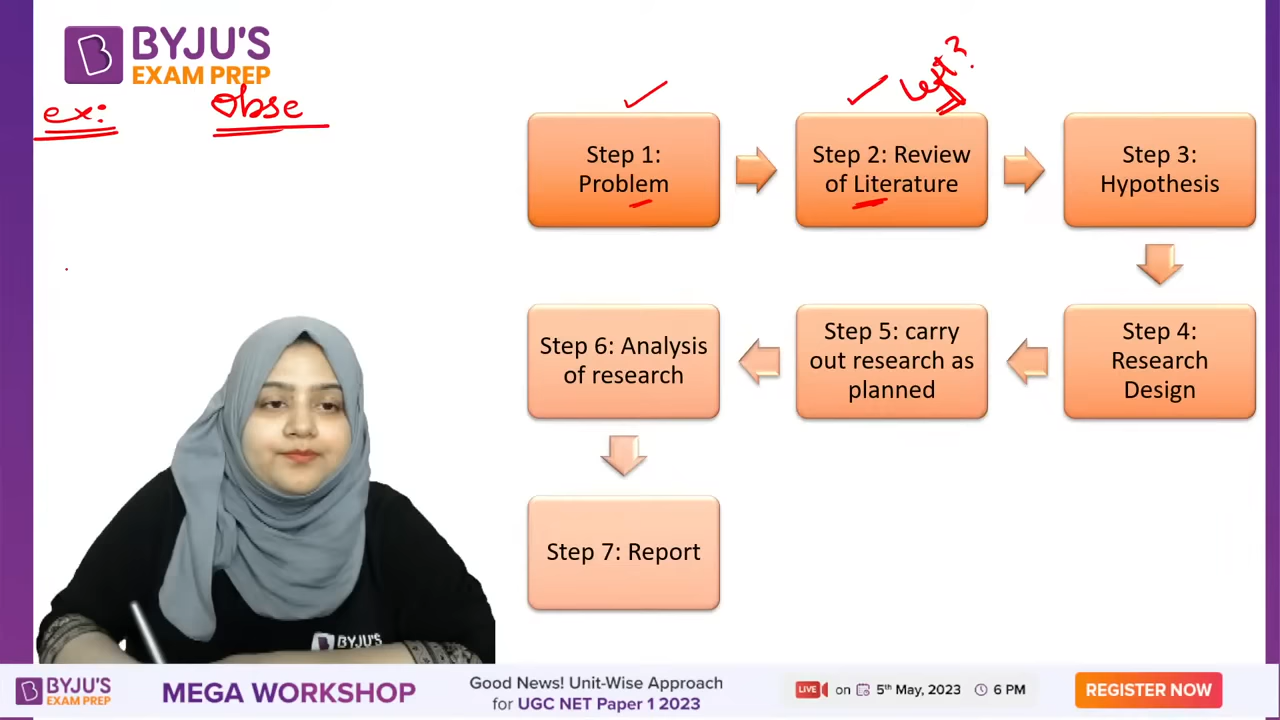 BYJU'S
EXAM PREP
ex:
Obse
left?
Step 1:
Problem
Step 2: Review
of Literature
Step 3:
Hypothesis
Step 4:
Research
Design
Step 5: carry
out research as
planned
Step 6: Analysis
of research
Step 7: Report
BYJU'S
BYJU'S
EXAM PREP
MEGA WORKSHOP
Good News! Unit-Wise Approach
for UGC NET Paper 1 2023
LIVE on 5th May, 2023 6 PM
REGISTER NOW